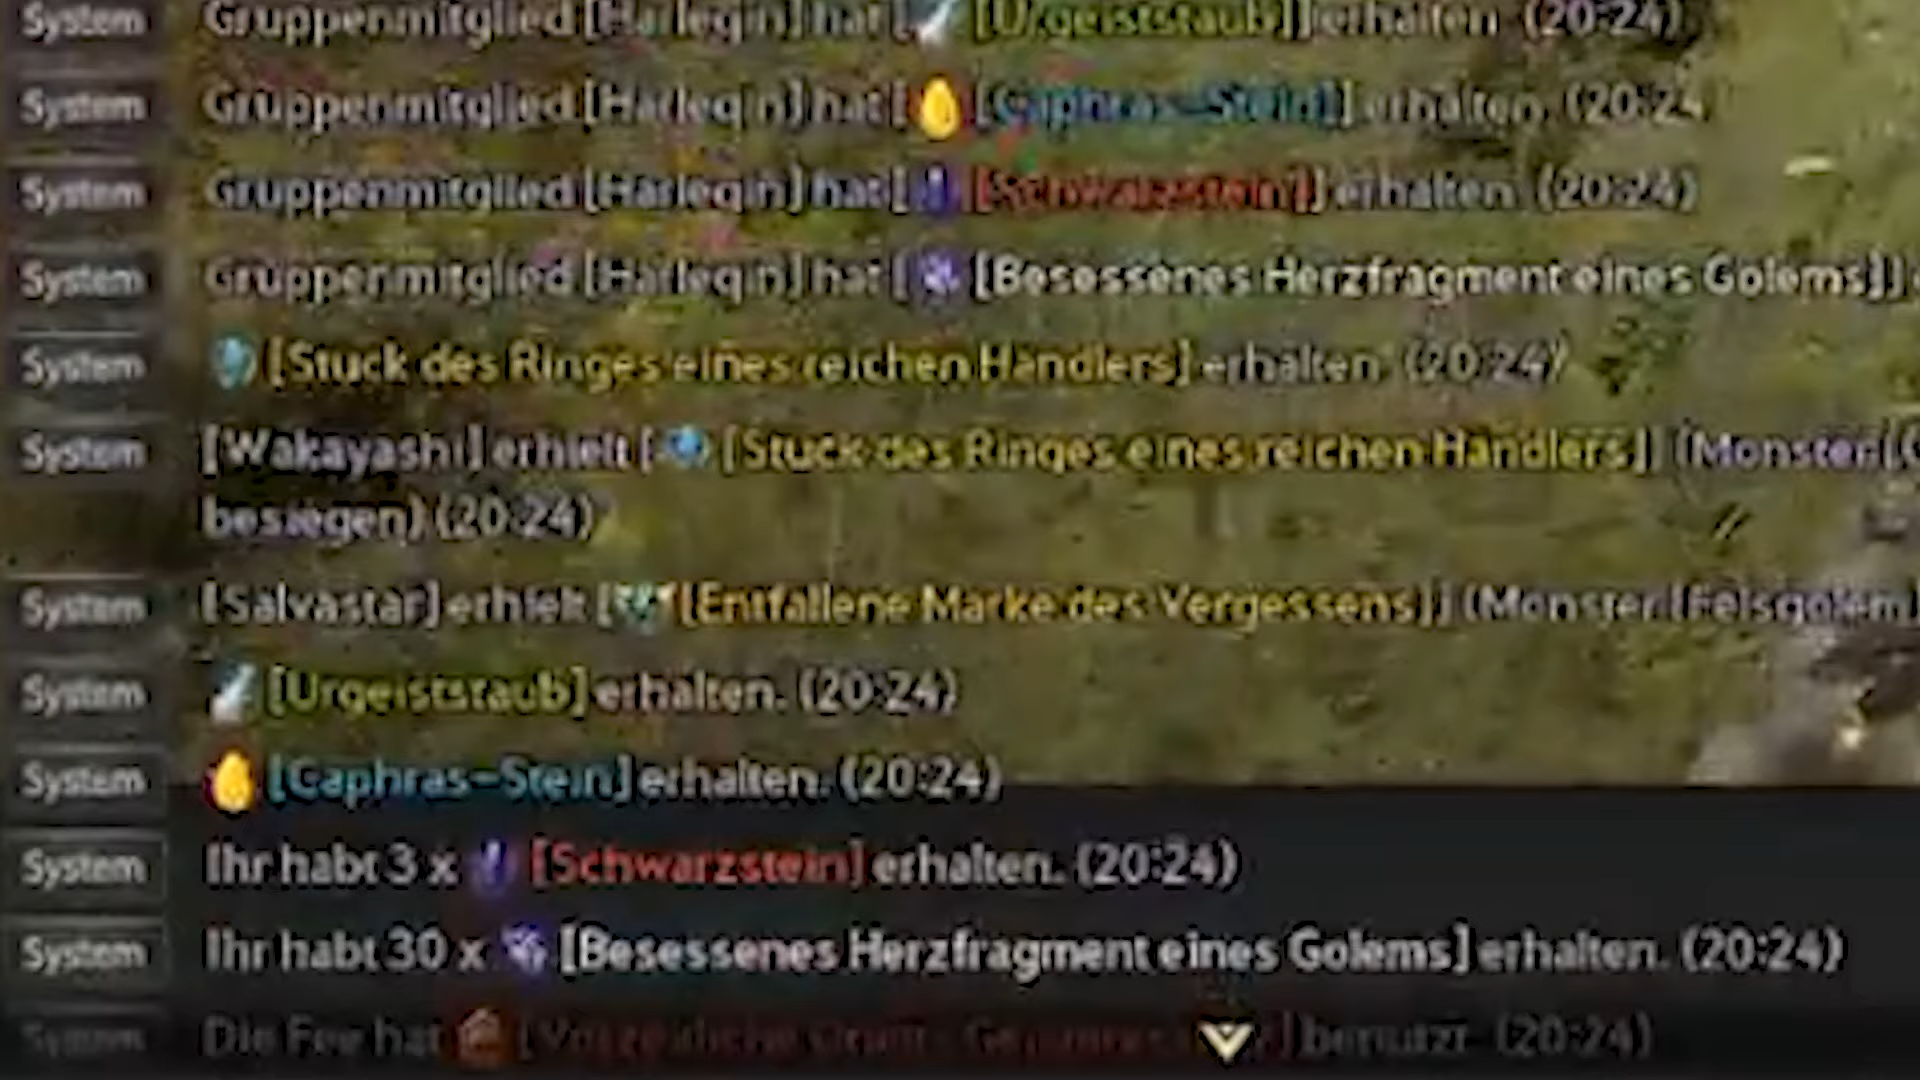 System Gruppenmitglied [Harleqin] hat [ [Urgeiststaub]] erhalten. (20:24)
System Gruppenmitglied [Harleqin] hat [ [Caphras-Stein]] erhalten. (20:24
System Gruppenmitglied [Harleqin] hat [ [Schwarzstein]] erhalten. (20:24)
System Gruppenmitglied [Harleqin] hat [ [Besessenes Herzfragment eines Golems]]
System [Stück des Ringes eines reichen Händlers] erhalten. (20:24)
System [Wakayashi] erhielt [ [Stück des Ringes eines reichen Händlers]] (Monster [
besiegen) (20:24)
System [Salvastar] erhielt [ [Entfallene Marke des Vergessens]] (Monster [Felsgolem]
System [Urgeiststaub] erhalten. (20:24)
System [Caphras-Stein] erhalten. (20:24)
System Ihr habt 3 x [Schwarzstein] erhalten. (20:24)
System Ihr habt 30 x [Besessenes Herzfragment eines Golems] erhalten. (20:24)
System Die Fee hat [ ] benutzt. (20:24)